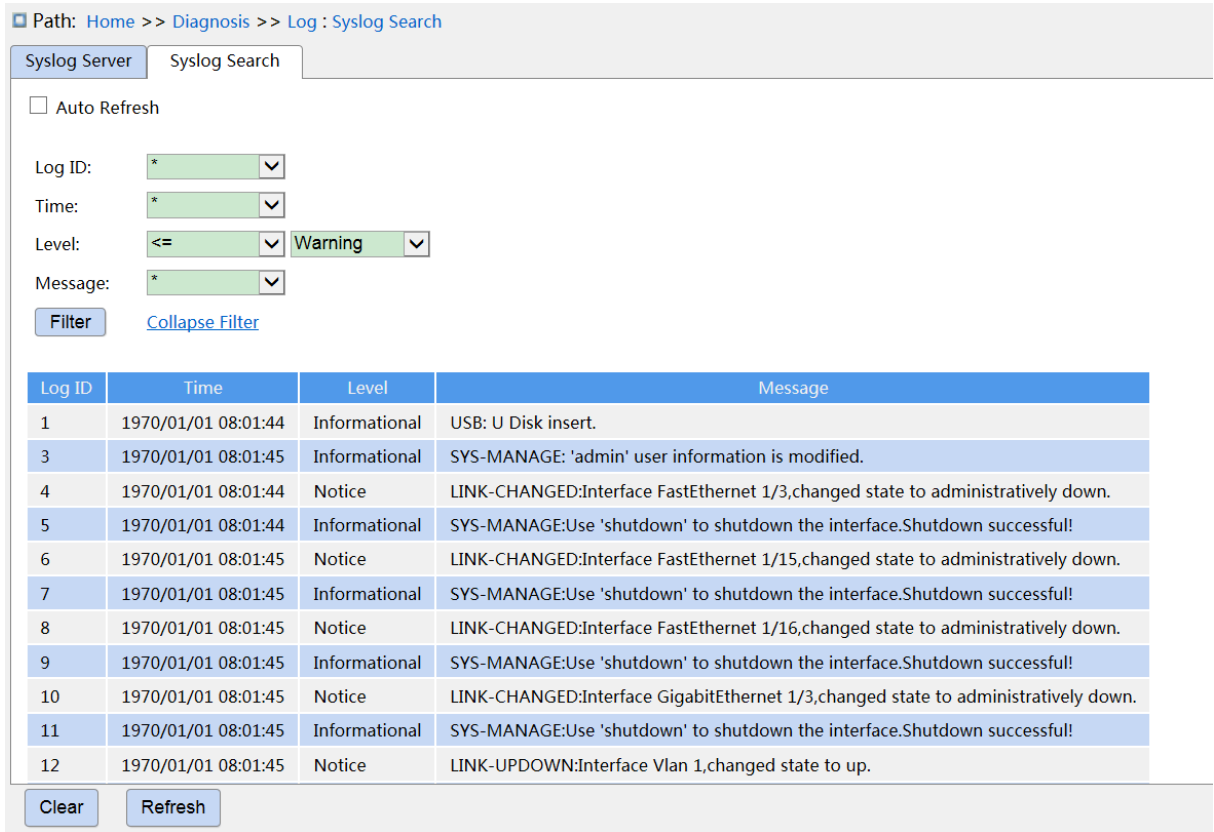 Path: Home >> Diagnosis >> Log : Syslog Search
Syslog Server Syslog Search
Auto Refresh
Log ID: *
Time: *
Level: <= Warning
Message: *
Filter Collapse Filter
Log ID Time Level Message
1 1970/01/01 08:01:44 Informational USB: U Disk insert.
3 1970/01/01 08:01:45 Informational SYS-MANAGE: 'admin' user information is modified.
4 1970/01/01 08:01:44 Notice LINK-CHANGED:Interface FastEthernet 1/3,changed state to administratively down.
5 1970/01/01 08:01:44 Informational SYS-MANAGE:Use 'shutdown' to shutdown the interface.Shutdown successful!
6 1970/01/01 08:01:45 Notice LINK-CHANGED:Interface FastEthernet 1/15,changed state to administratively down.
7 1970/01/01 08:01:45 Informational SYS-MANAGE:Use 'shutdown' to shutdown the interface.Shutdown successful!
8 1970/01/01 08:01:45 Notice LINK-CHANGED:Interface FastEthernet 1/16,changed state to administratively down.
9 1970/01/01 08:01:45 Informational SYS-MANAGE:Use 'shutdown' to shutdown the interface.Shutdown successful!
10 1970/01/01 08:01:45 Notice LINK-CHANGED:Interface GigabitEthernet 1/3,changed state to administratively down.
11 1970/01/01 08:01:45 Informational SYS-MANAGE:Use 'shutdown' to shutdown the interface.Shutdown successful!
12 1970/01/01 08:01:45 Notice LINK-UPDOWN:Interface Vlan 1,changed state to up.
Clear Refresh